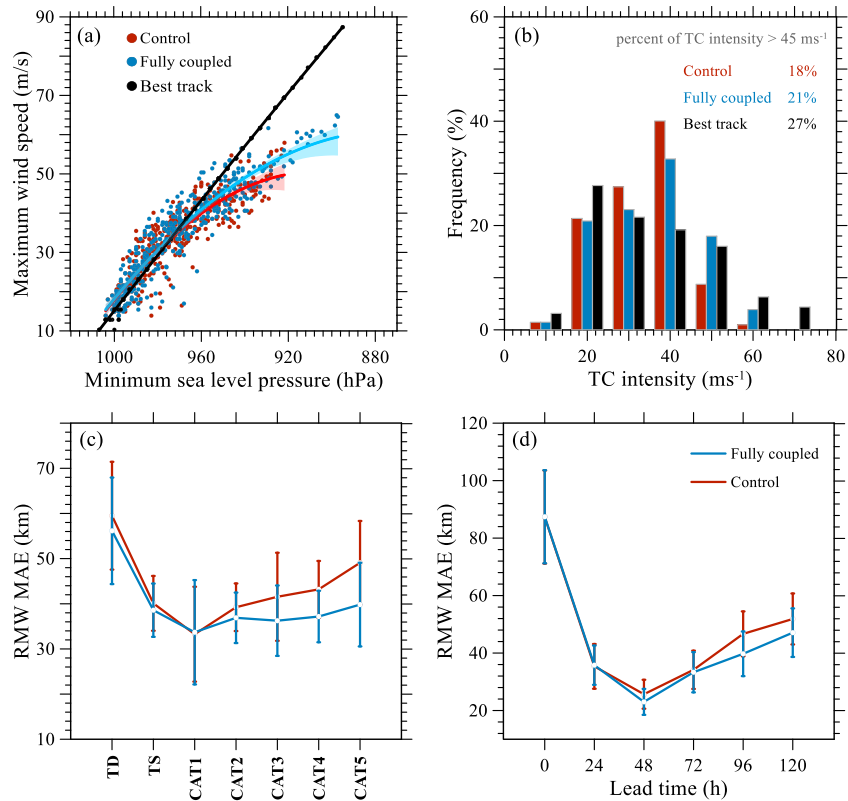 (a)
Control
Fully coupled
Best track
Maximum wind speed (m/s)
90
70
50
30
10
1000 960 920 880
Minimum sea level pressure (hPa)
(b)
percent of TC intensity > 45 ms-1
Control 18%
Fully coupled 21%
Best track 27%
Frequency (%)
60
40
20
0
0 20 40 60 80
TC intensity (ms-1)
(c)
RMW MAE (km)
70
50
30
10
TD TS CAT1 CAT2 CAT3 CAT4 CAT5
(d)
Fully coupled
Control
RMW MAE (km)
120
100
80
60
40
20
0 24 48 72 96 120
Lead time (h)